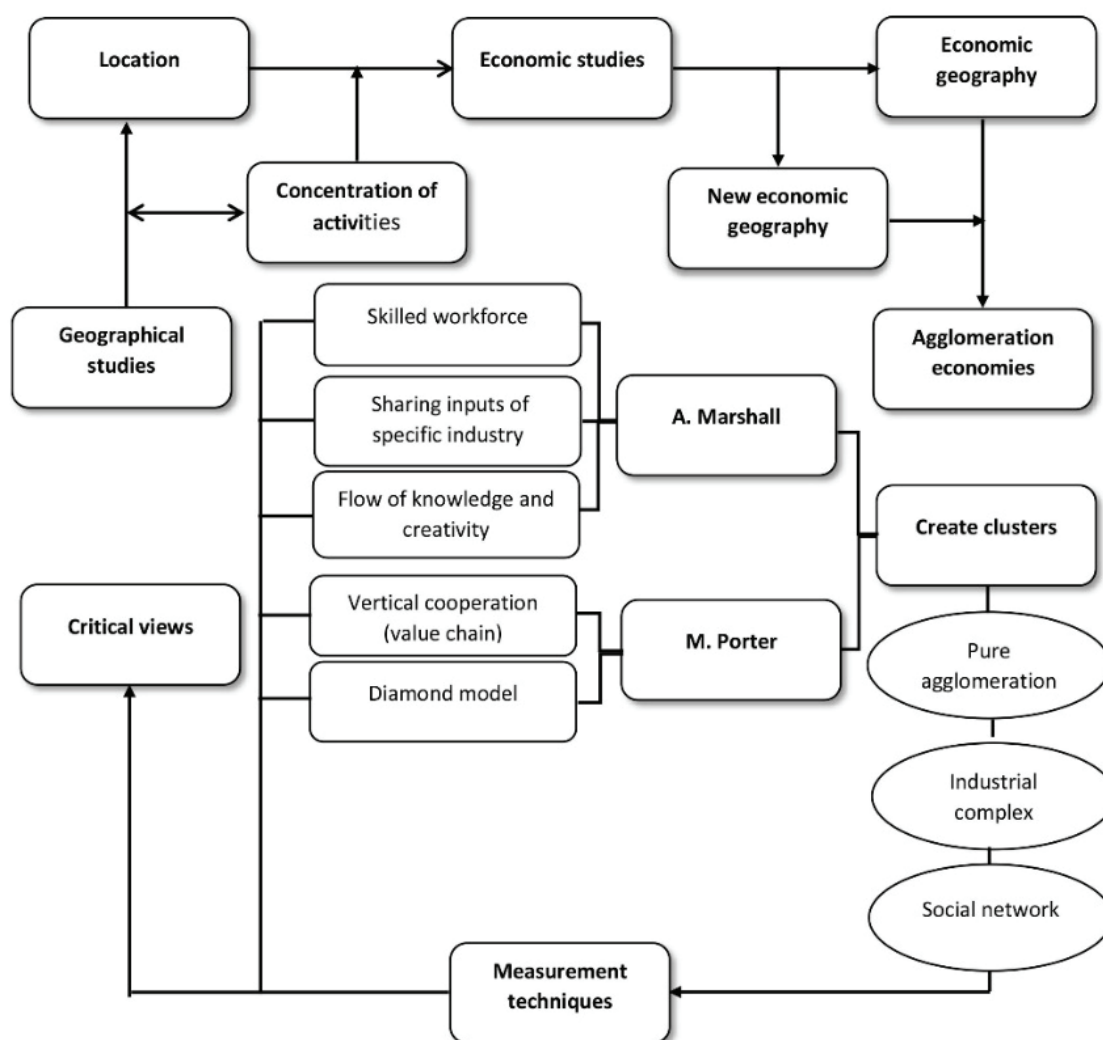 Location
Economic studies
Economic
geography
Concentration of
activities
New economic
geography
Geographical
studies
Skilled workforce
Agglomeration
economies
Sharing inputs of
specific industry
A. Marshall
Flow of knowledge and
creativity
Create clusters
Vertical cooperation
(value chain)
Critical views
M. Porter
Pure
agglomeration
Diamond model
Industrial
complex
Social network
Measurement
techniques